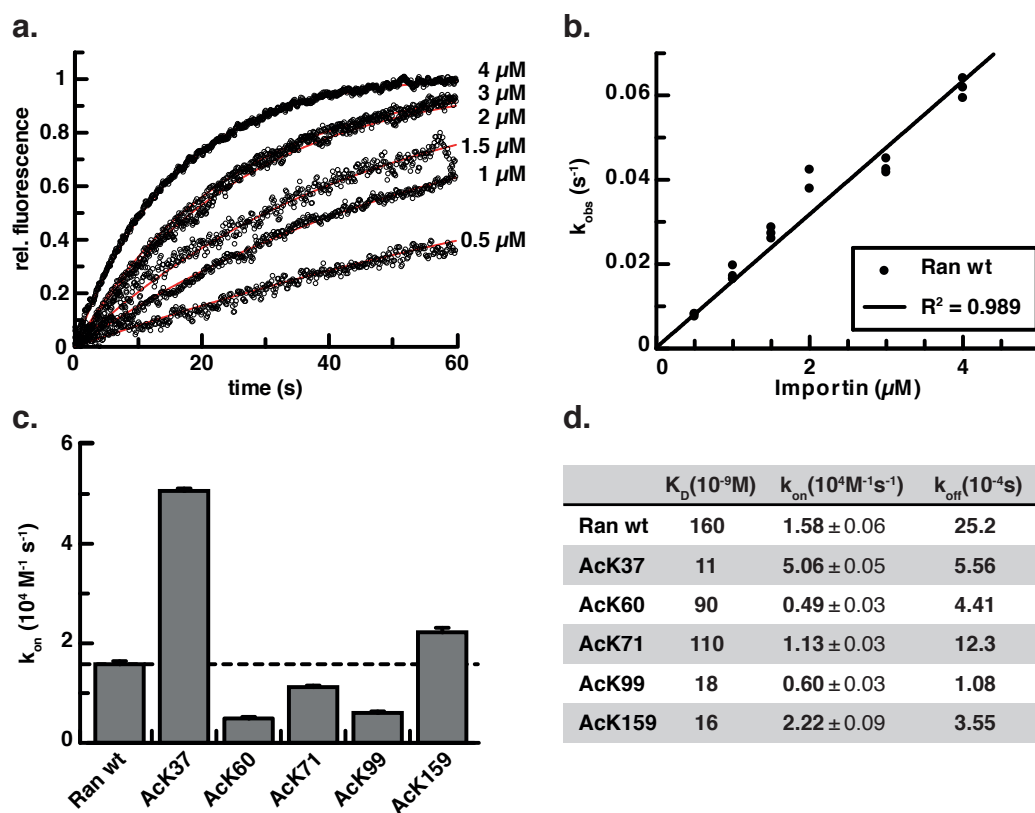 a.
rel. fluorescence
1
0.8
0.6
0.4
0.2
0
0
20
40
60
time (s)
4 µM
3 µM
2 µM
1.5 µM
1 µM
0.5 µM
b.
k_obs (s⁻¹)
0.06
0.04
0.02
0
0
2
4
Importin (µM)
Ran wt
R² = 0.989
c.
k_on (10⁴ M⁻¹ s⁻¹)
6
4
2
0
Ran wt
AcK37
AcK60
AcK71
AcK99
AcK159
d.
K_D(10⁻⁹M) k_on(10⁴M⁻¹s⁻¹) k_off(10⁻⁴s)
Ran wt 160 1.58 ± 0.06 25.2
AcK37 11 5.06 ± 0.05 5.56
AcK60 90 0.49 ± 0.03 4.41
AcK71 110 1.13 ± 0.03 12.3
AcK99 18 0.60 ± 0.03 1.08
AcK159 16 2.22 ± 0.09 3.55